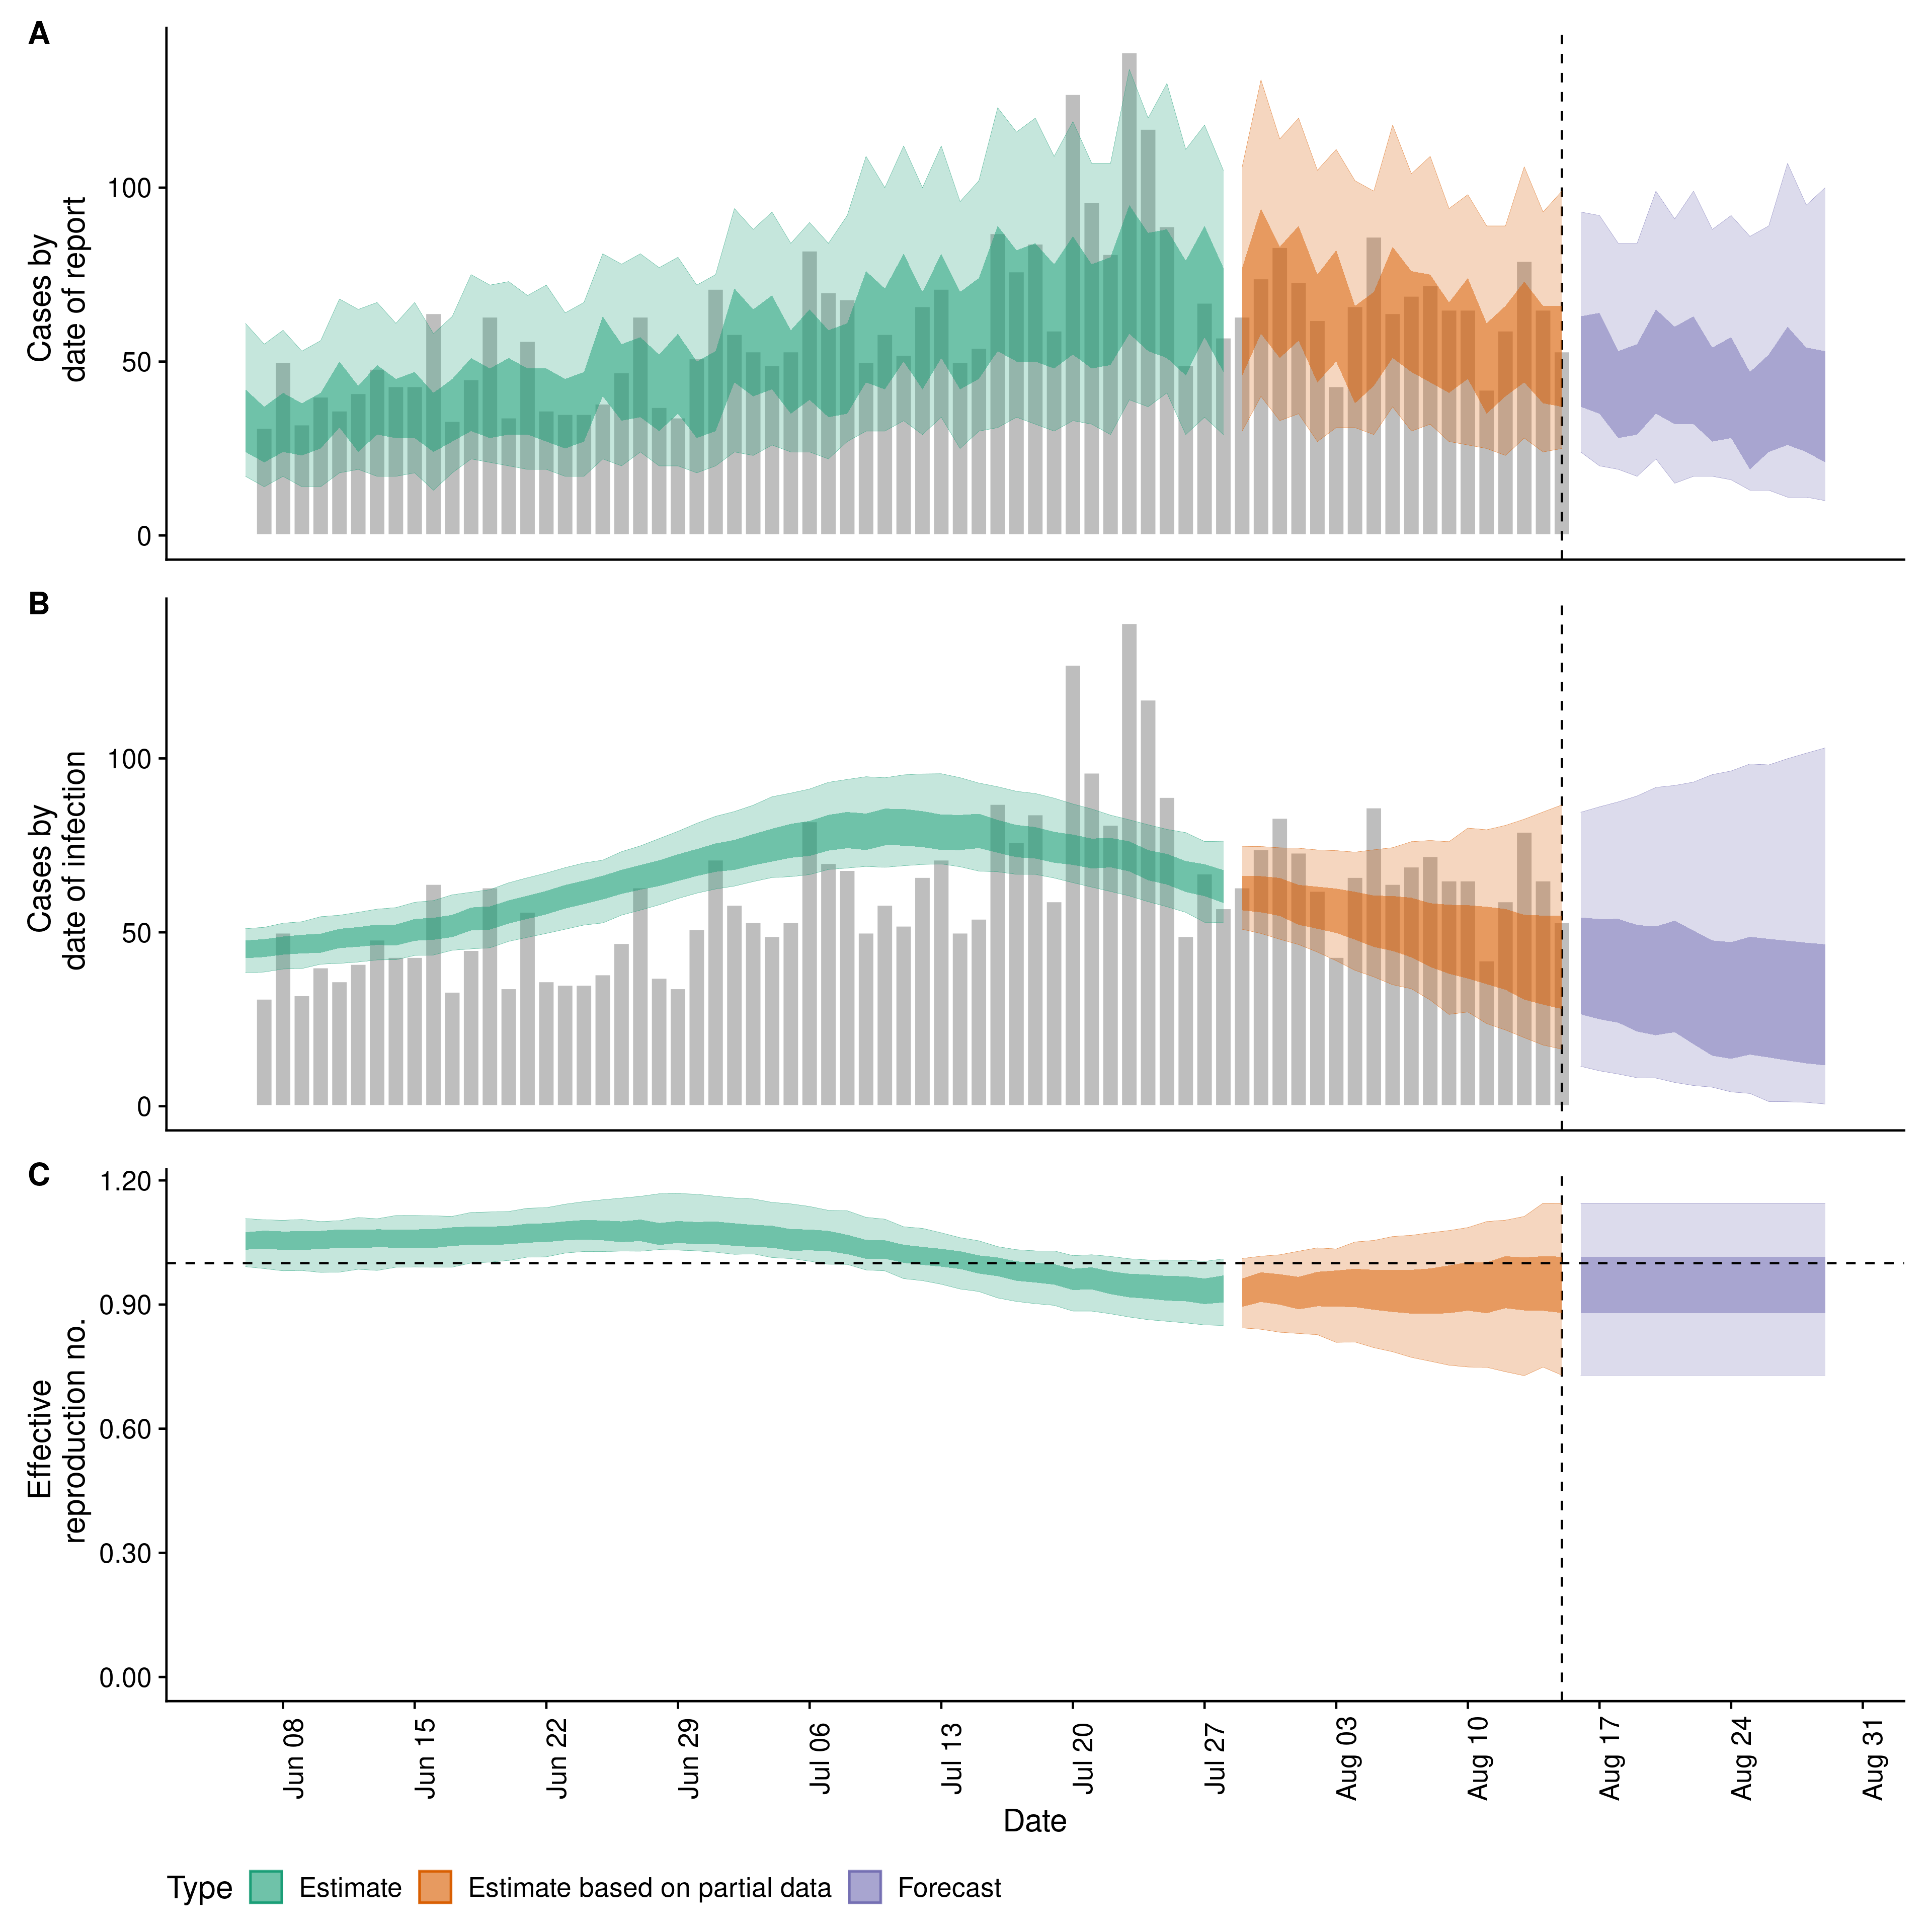 A
Cases by
date of report
100
50
0
B
Cases by
date of infection
100
50
0
C
Effective
reproduction no.
1.20
0.90
0.60
0.30
0.00
Jun 08
Jun 15
Jun 22
Jun 29
Jul 06
Jul 13
Jul 20
Jul 27
Aug 03
Aug 10
Aug 17
Aug 24
Aug 31
Date
Type Estimate Estimate based on partial data Forecast